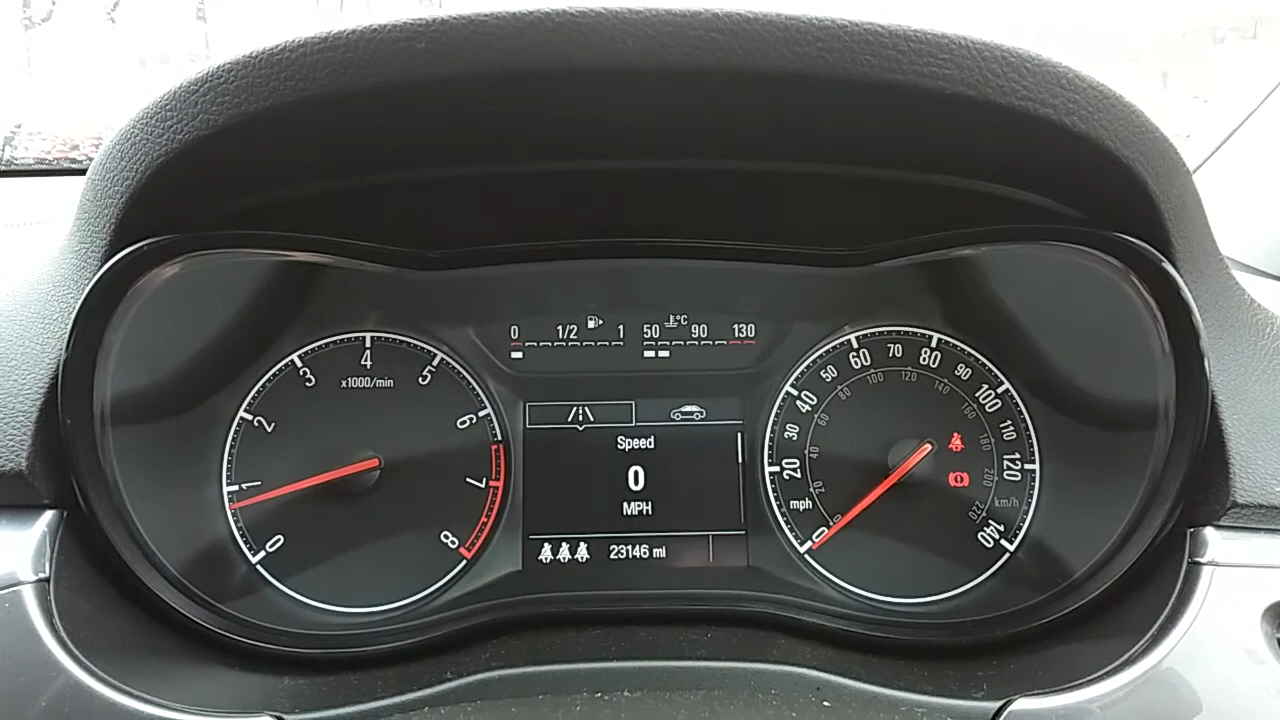 0 1/2 1
50 °C 90 130
0 1 2 3 4 5 6 7 8
x1000/min
Speed
0
MPH
23146 mi
0 20 30 40 50 60 70 80 90 100 110 120 140
mph
0 20 40 60 80 100 120 140 160 180 200 220
km/h